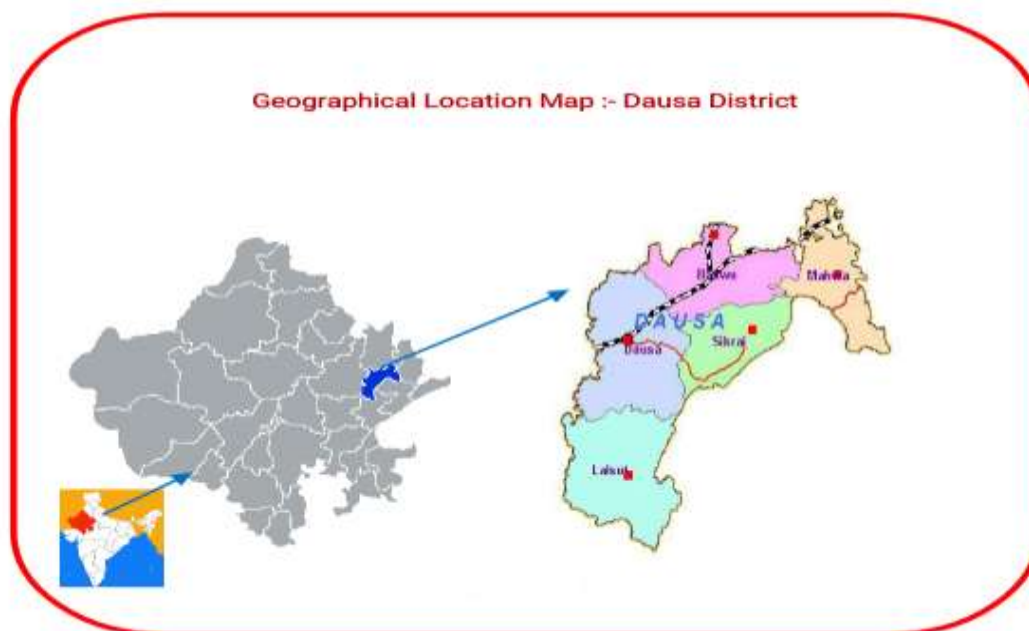 Geographical Location Map :- Dausa District
Mahwa
DAUSA
Sikrai
Dausa
Lalsot